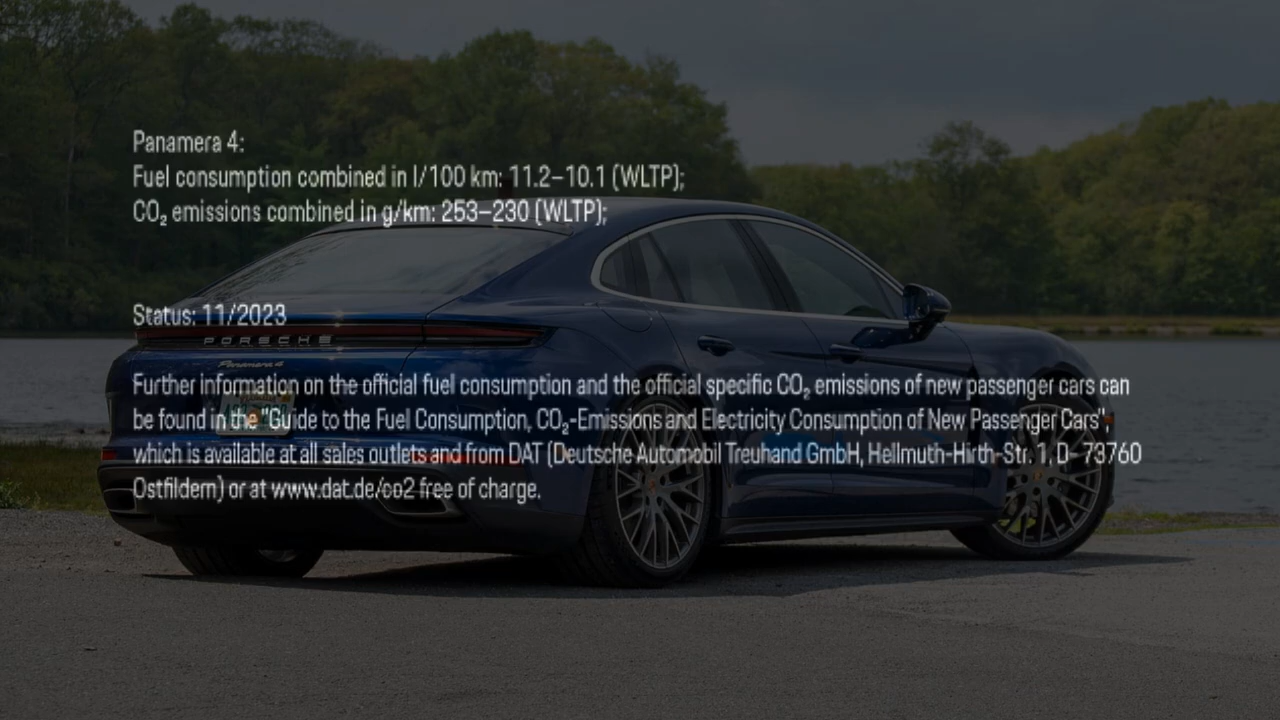 Panamera 4:
Fuel consumption combined in l/100 km: 11.2–10.1 (WLTP);
CO₂ emissions combined in g/km: 253–230 (WLTP);
Status: 11/2023
PORSCHE
Panamera 4
Further information on the official fuel consumption and the official specific CO₂ emissions of new passenger cars can
be found in the "Guide to the Fuel Consumption, CO₂-Emissions and Electricity Consumption of New Passenger Cars",
which is available at all sales outlets and from DAT (Deutsche Automobil Treuhand GmbH, Hellmuth-Hirth-Str. 1, D- 73760
Ostfildern) or at www.dat.de/co2 free of charge.